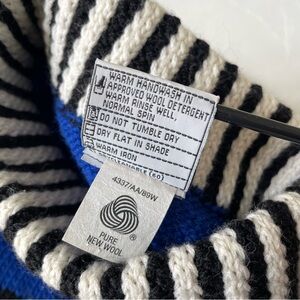 WARM HANDWASH IN
APPROVED WOOL DETERGENT
WARM RINSE WELL,
NORMAL SPIN
DO NOT TUMBLE DRY
DRY FLAT IN SHADE
WARM IRON
4337/AA/89W
PURE
NEW WOOL